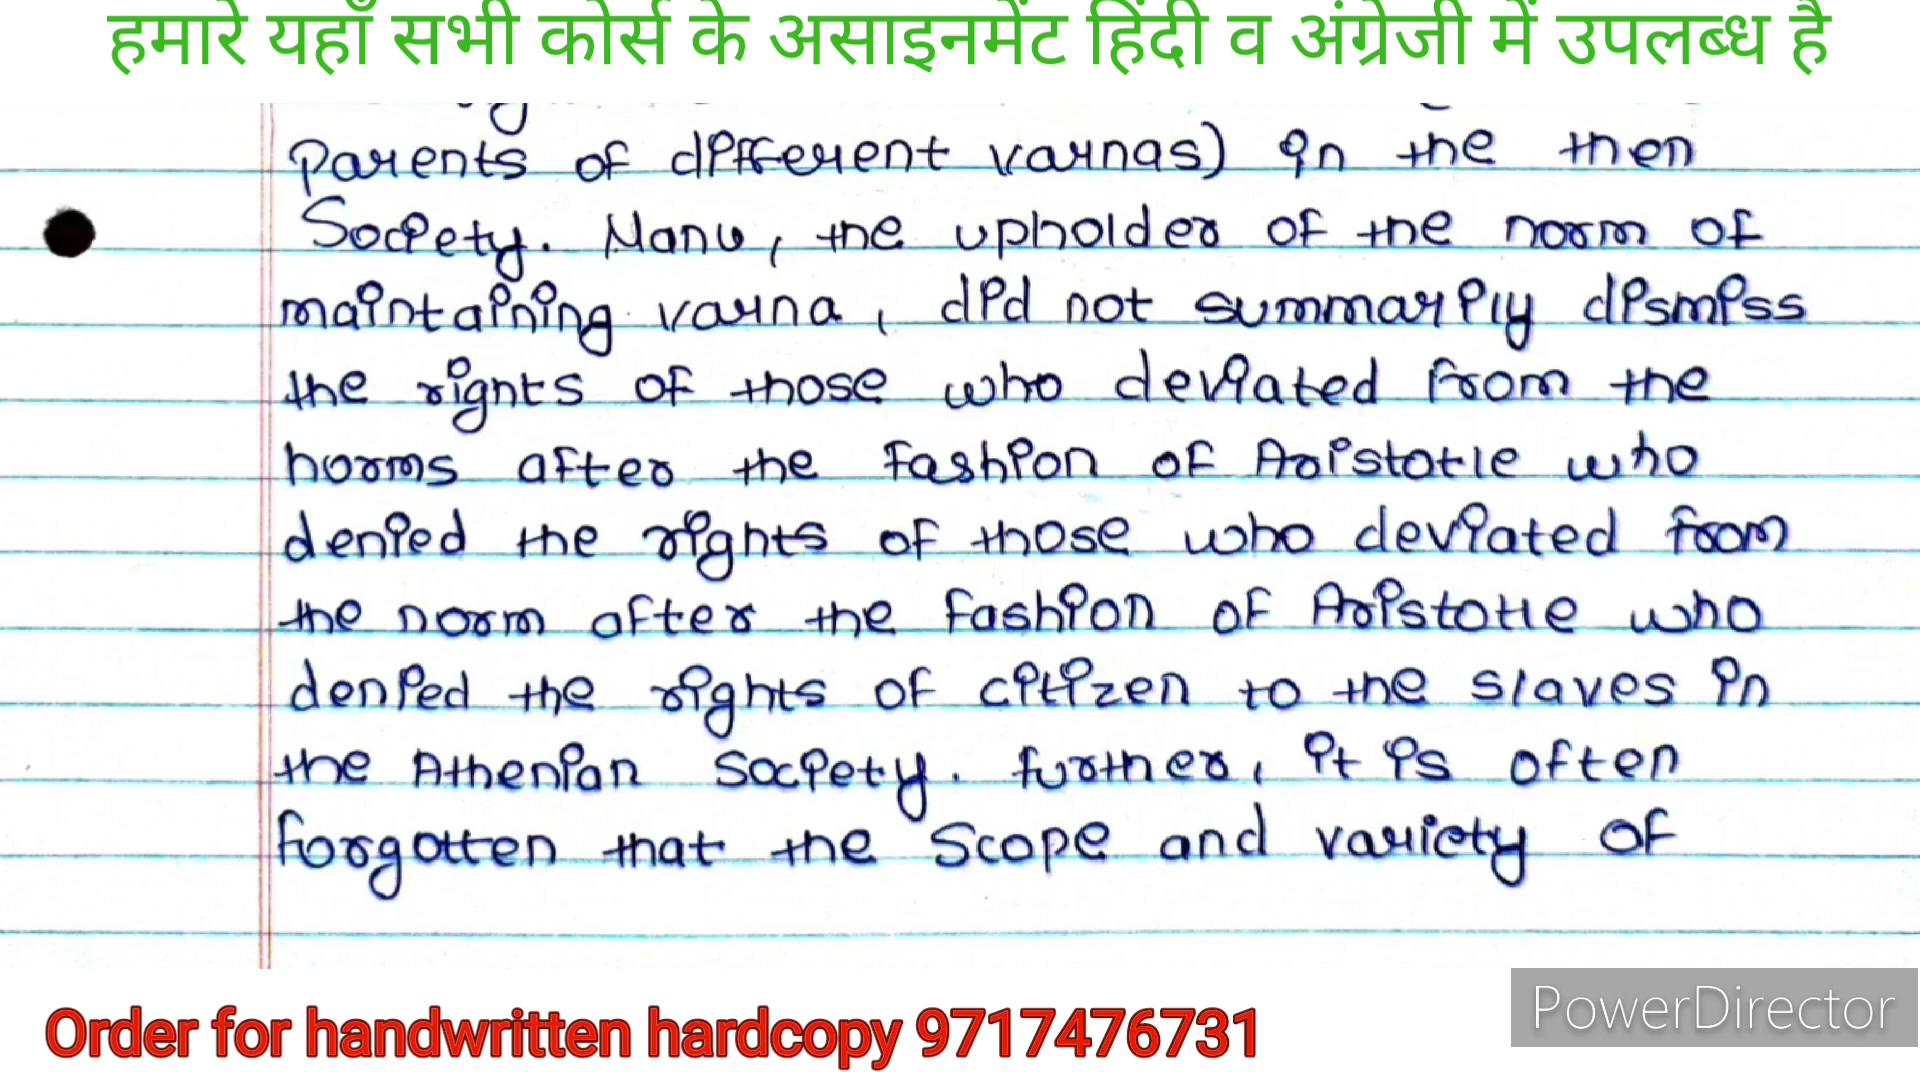 हमारे यहाँ सभी कोर्स के असाइनमेंट हिंदी व अंग्रेजी में उपलब्ध है
parents of different varnas) in the then
Society. Manu, the upholder of the norm of
maintaining varna, did not summarily dismiss
the rights of those who deviated from the
norms after the fashion of Aristotle who
denied the rights of those who deviated from
the norm after the fashion of Aristotle who
denied the rights of citizen to the slaves in
the Athenian society. further, it is often
forgotten that the Scope and variety of
Order for handwritten hardcopy 9717476731
PowerDirector